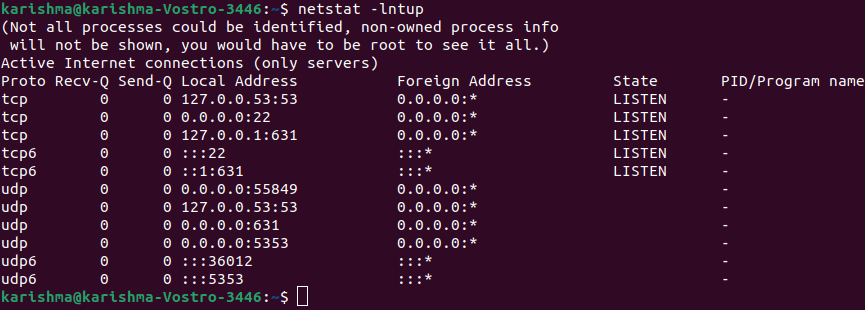 karishma@karishma-Vostro-3446:~$ netstat -lntup
(Not all processes could be identified, non-owned process info
 will not be shown, you would have to be root to see it all.)
Active Internet connections (only servers)
Proto Recv-Q Send-Q Local Address           Foreign Address         State       PID/Program name
tcp        0      0 127.0.0.53:53           0.0.0.0:*               LISTEN      -
tcp        0      0 0.0.0.0:22              0.0.0.0:*               LISTEN      -
tcp        0      0 127.0.0.1:631           0.0.0.0:*               LISTEN      -
tcp6       0      0 :::22                   :::*                    LISTEN      -
tcp6       0      0 ::1:631                 :::*                    LISTEN      -
udp        0      0 0.0.0.0:55849           0.0.0.0:*                           -
udp        0      0 127.0.0.53:53           0.0.0.0:*                           -
udp        0      0 0.0.0.0:631             0.0.0.0:*                           -
udp        0      0 0.0.0.0:5353            0.0.0.0:*                           -
udp6       0      0 :::36012                :::*                                -
udp6       0      0 :::5353                 :::*                                -
karishma@karishma-Vostro-3446:~$